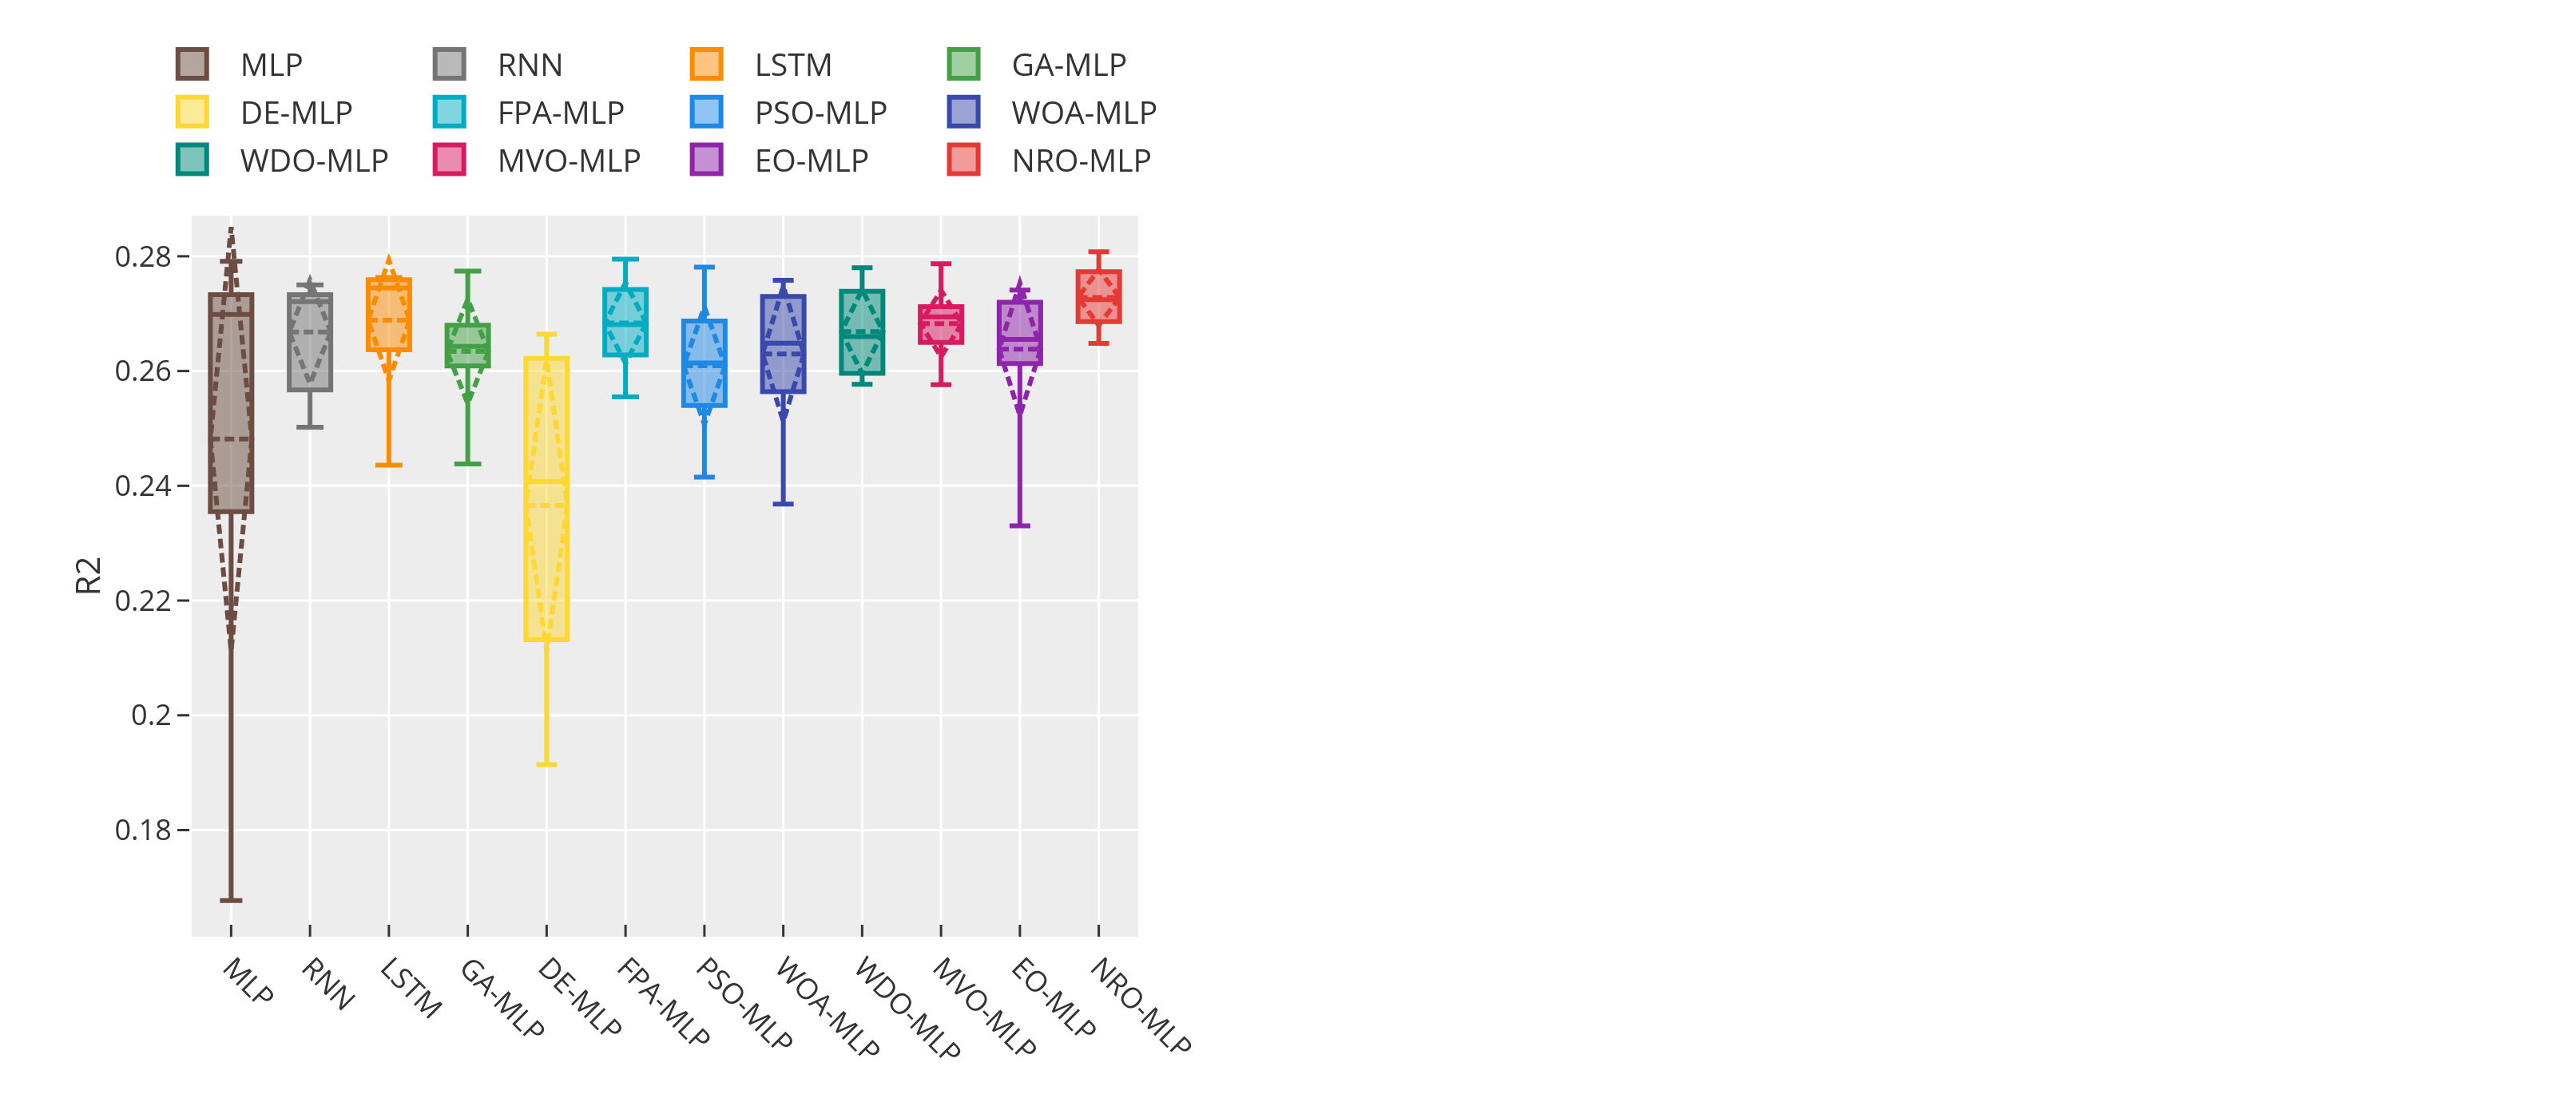 MLP RNN LSTM GA-MLP
DE-MLP FPA-MLP PSO-MLP WOA-MLP
WDO-MLP MVO-MLP EO-MLP NRO-MLP
0.28
0.26
0.24
0.22
0.2
0.18
R2
MLP RNN LSTM GA-MLP DE-MLP FPA-MLP PSO-MLP WOA-MLP WDO-MLP MVO-MLP EO-MLP NRO-MLP